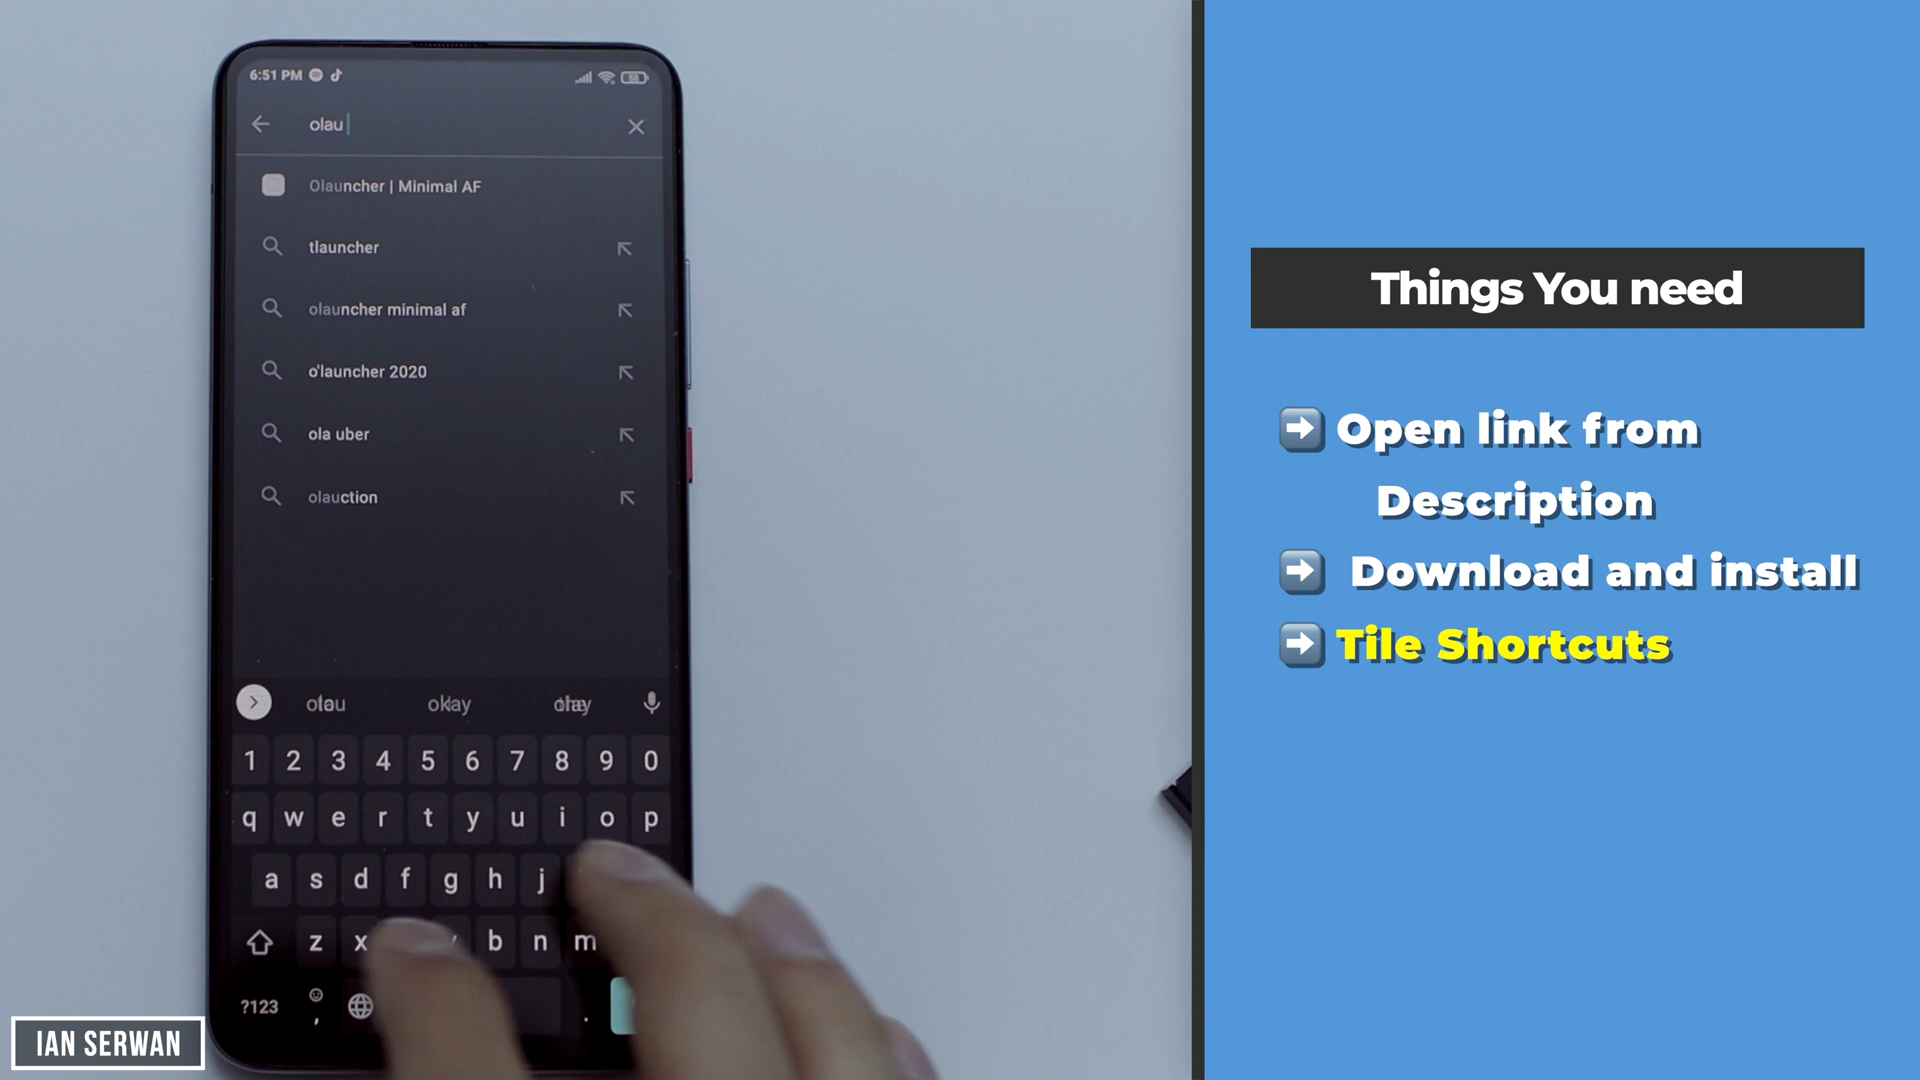 6:51 PM
58
olau
Olauncher | Minimal AF
tlauncher
olauncher minimal af
o'launcher 2020
ola uber
olauction
okay
1 2 3 4 5 6 7 8 9 0
q w e r t y u i o p
a s d f g h j
z x b n m
?123 , .
IAN SERWAN
Things You need
Open link from
Description
Download and install
Tile Shortcuts